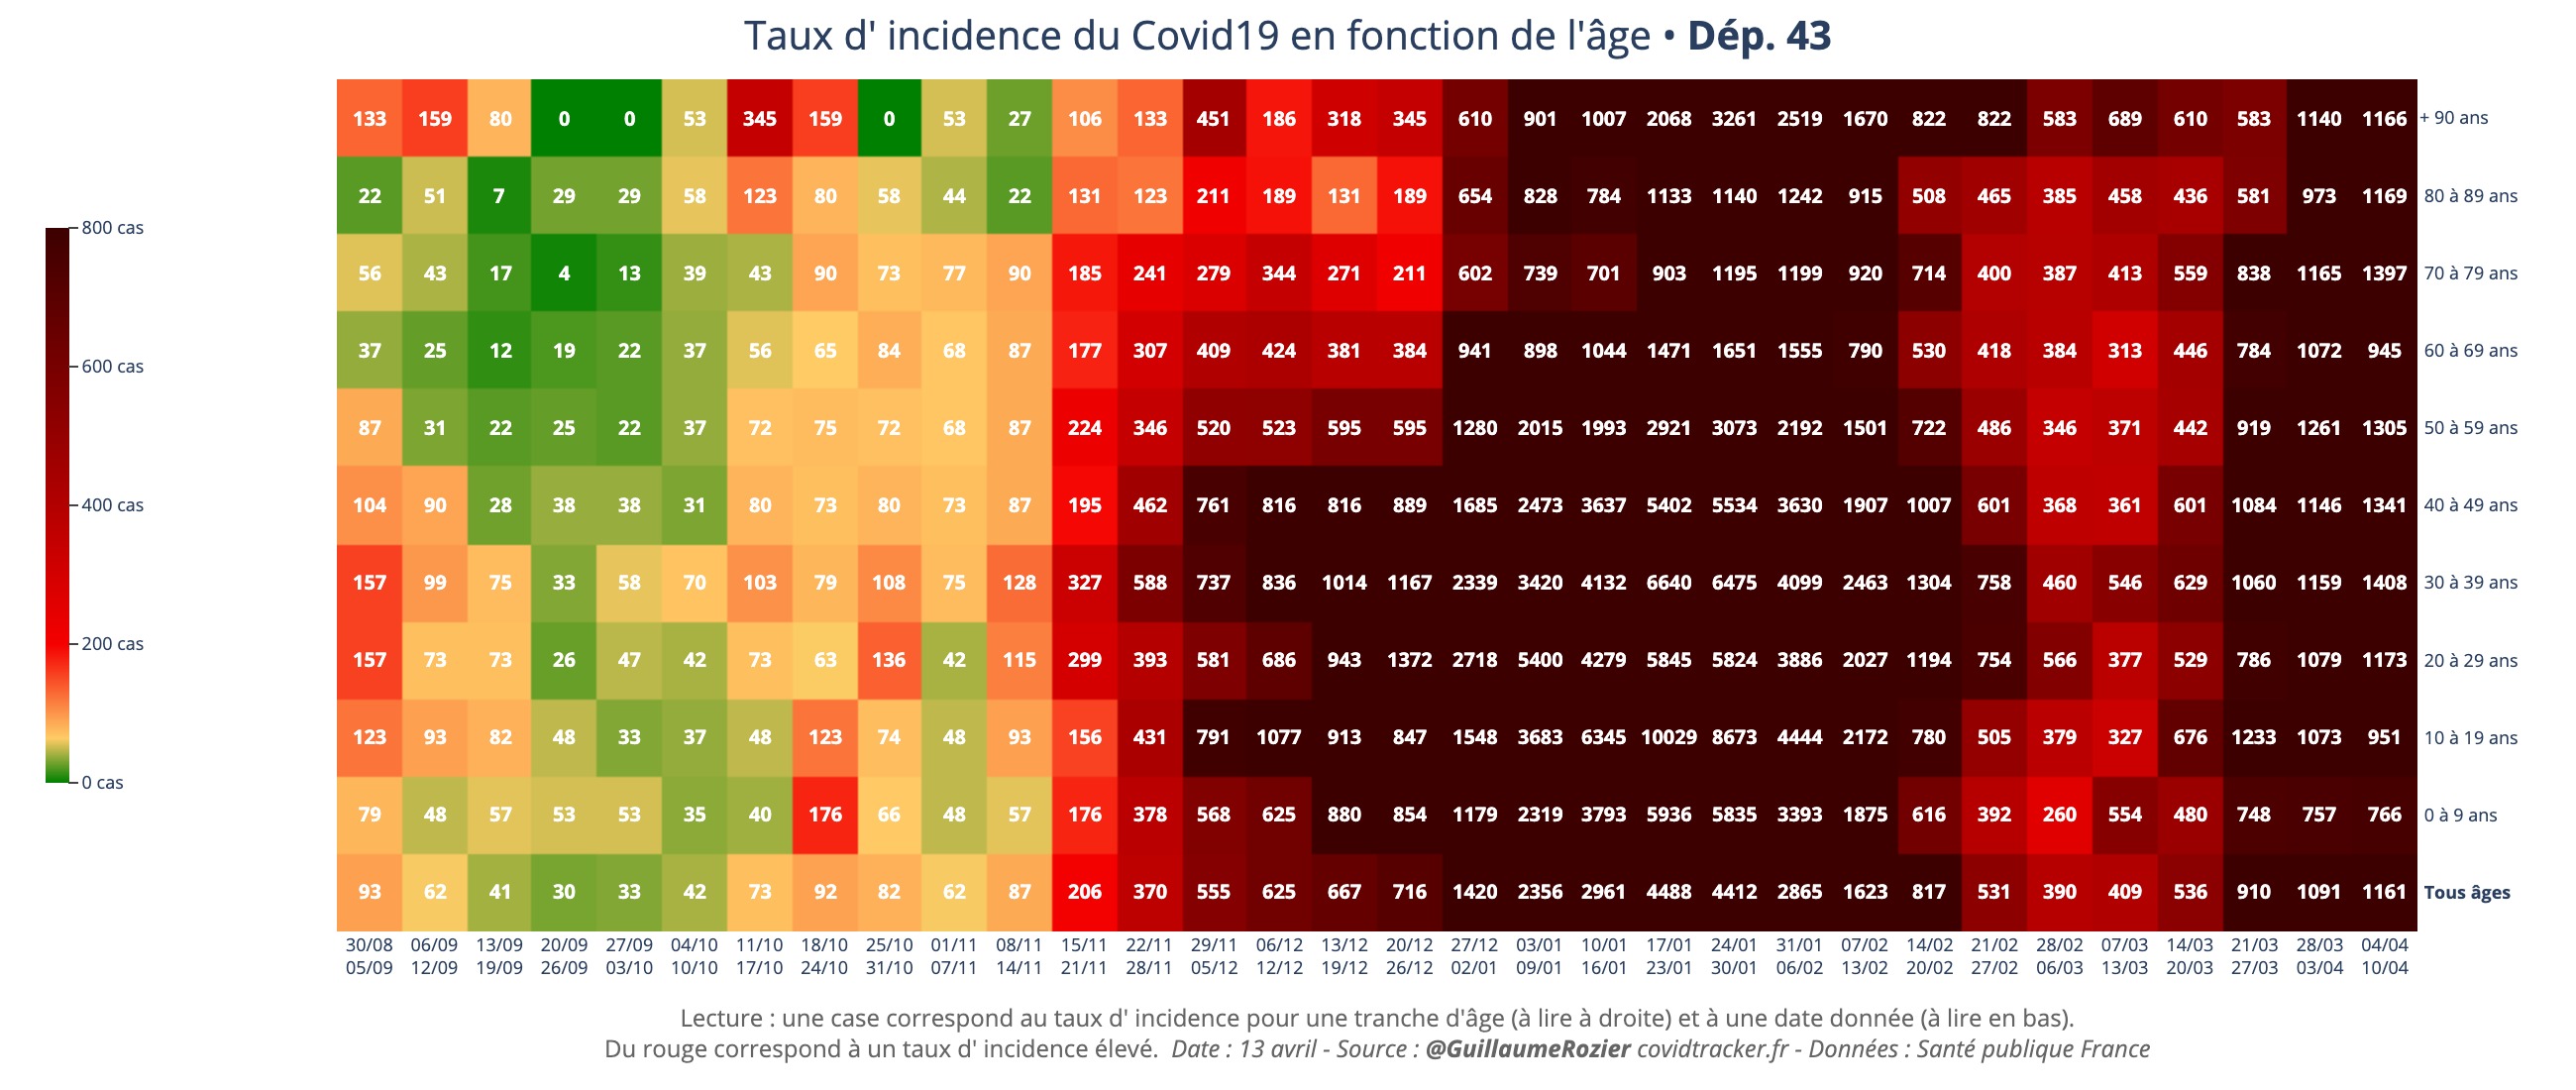 Taux d' incidence du Covid19 en fonction de l'âge • Dép. 43
133 159 80 0 0 53 345 159 0 53 27 106 133 451 186 318 345 610 901 1007 2068 3261 2519 1670 822 822 583 689 610 583 1140 1166 + 90 ans
22 51 7 29 29 58 123 80 58 44 22 131 123 211 189 131 189 654 828 784 1133 1140 1242 915 508 465 385 458 436 581 973 1169 80 à 89 ans
800 cas
56 43 17 4 13 39 43 90 73 77 90 185 241 279 344 271 211 602 739 701 903 1195 1199 920 714 400 387 413 559 838 1165 1397 70 à 79 ans
37 25 12 19 22 37 56 65 84 68 87 177 307 409 424 381 384 941 898 1044 1471 1651 1555 790 530 418 384 313 446 784 1072 945 60 à 69 ans
600 cas
87 31 22 25 22 37 72 75 72 68 87 224 346 520 523 595 595 1280 2015 1993 2921 3073 2192 1501 722 486 346 371 442 919 1261 1305 50 à 59 ans
400 cas
104 90 28 38 38 31 80 73 80 73 87 195 462 761 816 816 889 1685 2473 3637 5402 5534 3630 1907 1007 601 368 361 601 1084 1146 1341 40 à 49 ans
157 99 75 33 58 70 103 79 108 75 128 327 588 737 836 1014 1167 2339 3420 4132 6640 6475 4099 2463 1304 758 460 546 629 1060 1159 1408 30 à 39 ans
200 cas
157 73 73 26 47 42 73 63 136 42 115 299 393 581 686 943 1372 2718 5400 4279 5845 5824 3886 2027 1194 754 566 377 529 786 1079 1173 20 à 29 ans
123 93 82 48 33 37 48 123 74 48 93 156 431 791 1077 913 847 1548 3683 6345 10029 8673 4444 2172 780 505 379 327 676 1233 1073 951 10 à 19 ans
0 cas
79 48 57 53 53 35 40 176 66 48 57 176 378 568 625 880 854 1179 2319 3793 5936 5835 3393 1875 616 392 260 554 480 748 757 766 0 à 9 ans
93 62 41 30 33 42 73 92 82 62 87 206 370 555 625 667 716 1420 2356 2961 4488 4412 2865 1623 817 531 390 409 536 910 1091 1161 Tous âges
30/08 06/09 13/09 20/09 27/09 04/10 11/10 18/10 25/10 01/11 08/11 15/11 22/11 29/11 06/12 13/12 20/12 27/12 03/01 10/01 17/01 24/01 31/01 07/02 14/02 21/02 28/02 07/03 14/03 21/03 28/03 04/04
05/09 12/09 19/09 26/09 03/10 10/10 17/10 24/10 31/10 07/11 14/11 21/11 28/11 05/12 12/12 19/12 26/12 02/01 09/01 16/01 23/01 30/01 06/02 13/02 20/02 27/02 06/03 13/03 20/03 27/03 03/04 10/04
Lecture : une case correspond au taux d' incidence pour une tranche d'âge (à lire à droite) et à une date donnée (à lire en bas).
Du rouge correspond à un taux d' incidence élevé. Date : 13 avril - Source : @GuillaumeRozier covidtracker.fr - Données : Santé publique France